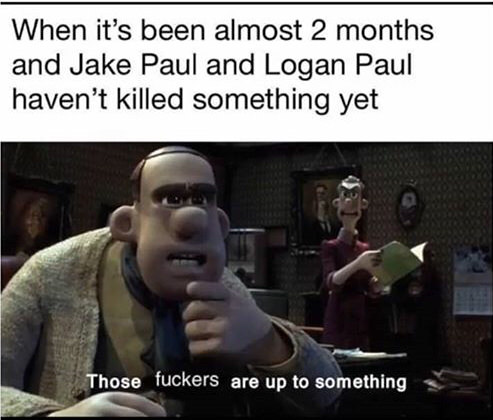 When it's been almost 2 months
and Jake Paul and Logan Paul
haven't killed something yet
Those fuckers are up to something